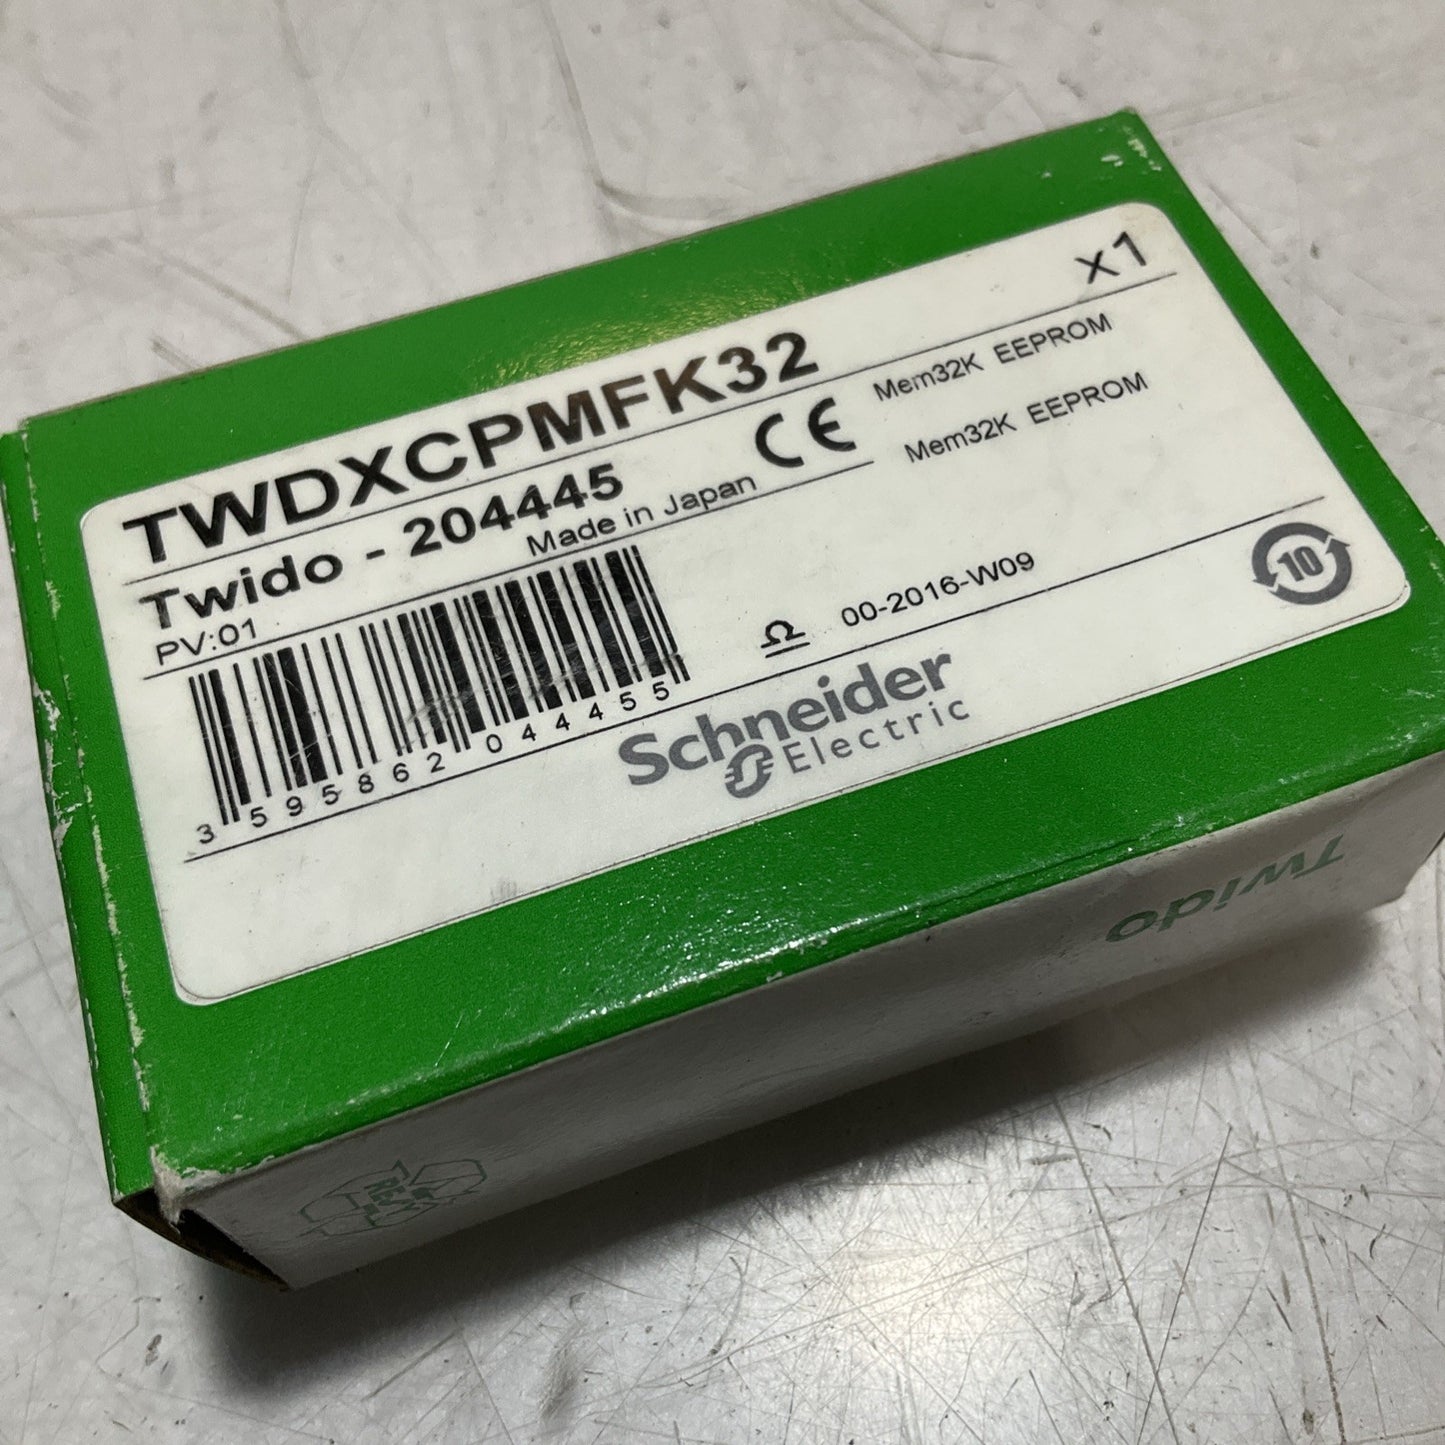 x1
TWDXCPMFK32
Twido - 204445
CE
Mem32K EEPROM
Mem32K EEPROM
Made in Japan
PV:01
00-2016-W09
10
3 595862 044455
Schneider
Electric
Twido